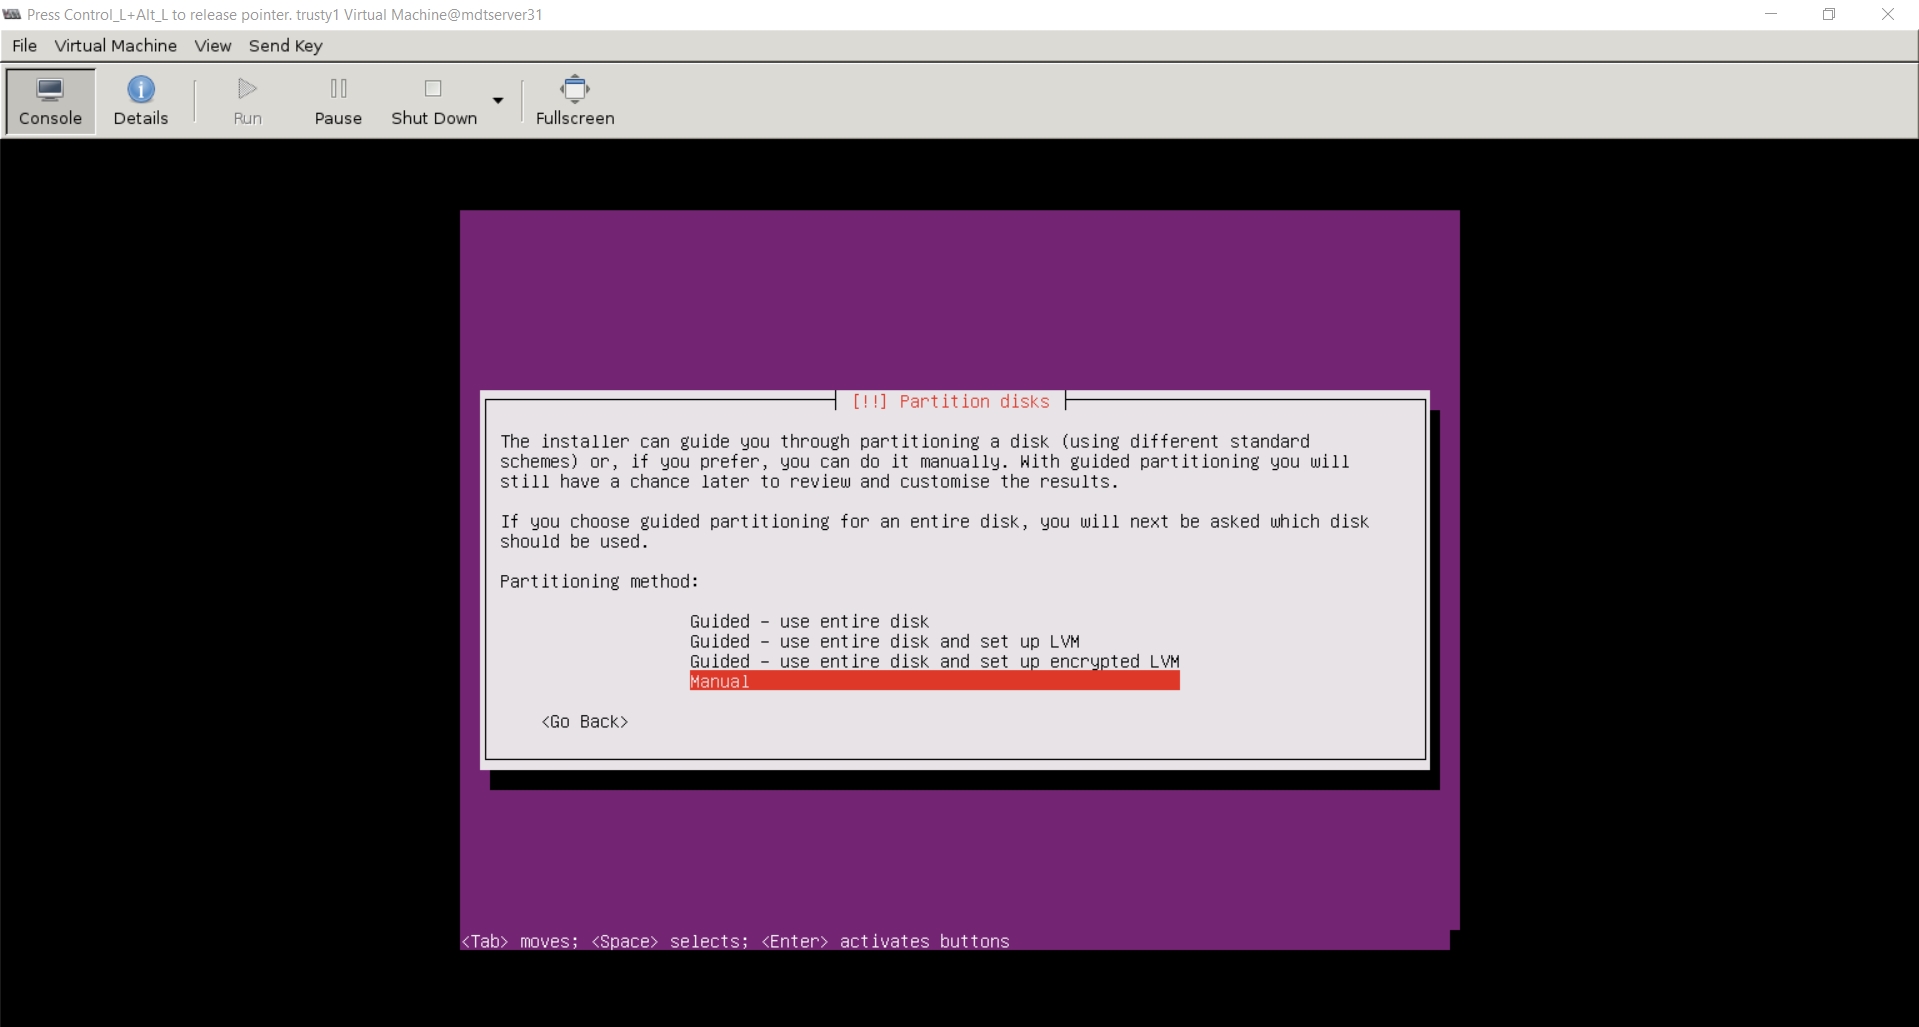 Press Control_L+Alt_L to release pointer. trusty1 Virtual Machine@mdtserver31
File Virtual Machine View Send Key
Console Details Run Pause Shut Down Fullscreen
[!!] Partition disks
The installer can guide you through partitioning a disk (using different standard
schemes) or, if you prefer, you can do it manually. With guided partitioning you will
still have a chance later to review and customise the results.
If you choose guided partitioning for an entire disk, you will next be asked which disk
should be used.
Partitioning method:
Guided - use entire disk
Guided - use entire disk and set up LVM
Guided - use entire disk and set up encrypted LVM
Manual
<Go Back>
<Tab> moves; <Space> selects; <Enter> activates buttons